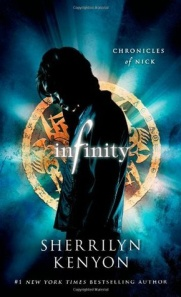 CHRONICLES
OF NICK
infinity
SHERRILYN
KENYON
#1 NEW YORK TIMES BESTSELLING AUTHOR